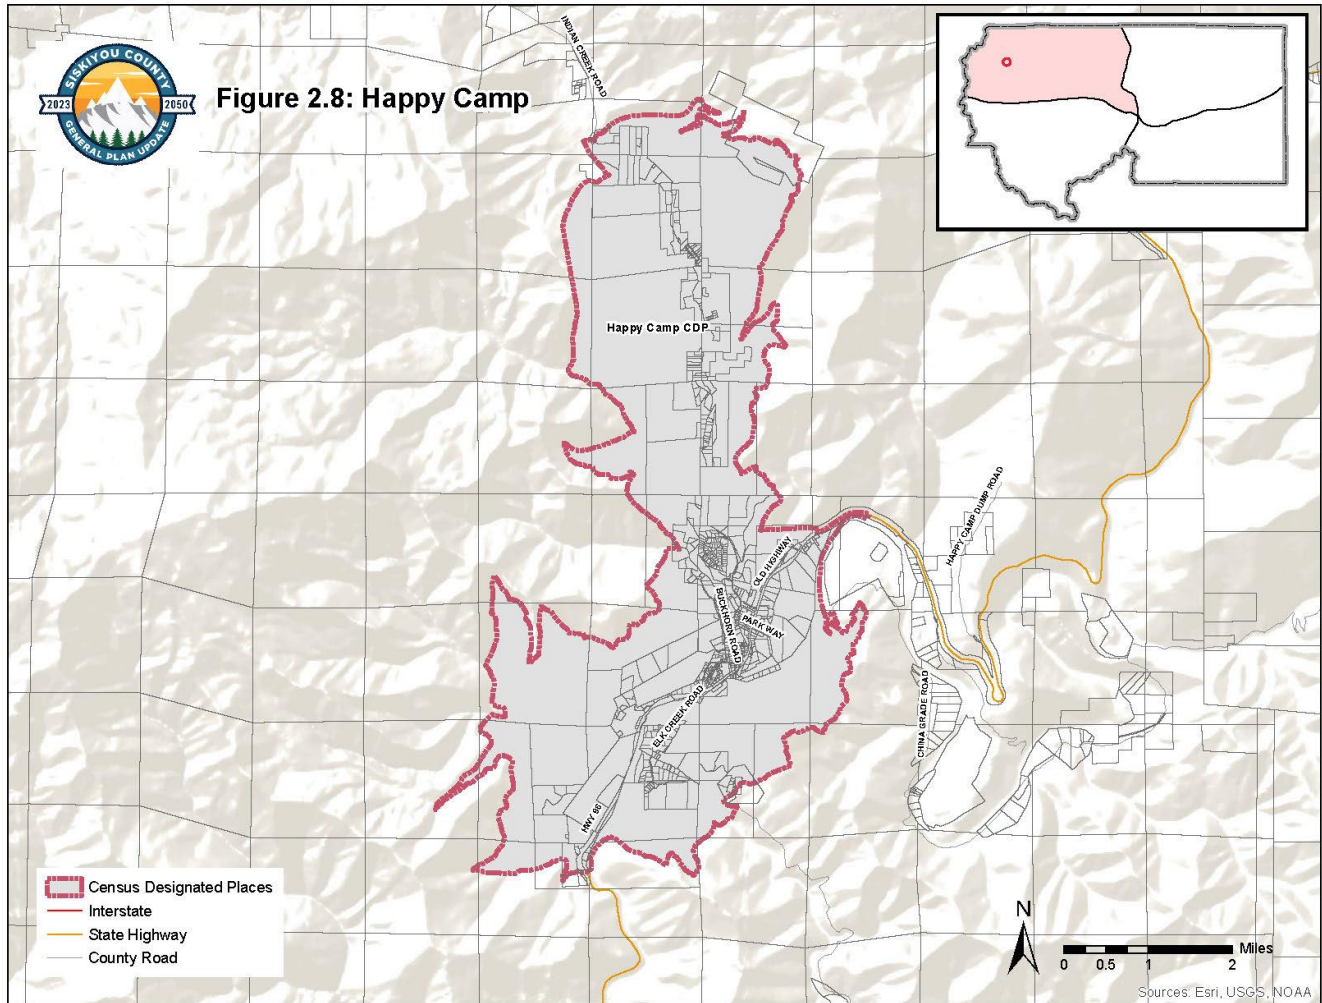 SISKIYOU COUNTY
2023 2050
GENERAL PLAN UPDATE
Figure 2.8: Happy Camp
INDIAN CREEK ROAD
Happy Camp CDP
HAPPY CAMP DUMP ROAD
OLD HIGHWAY
BUCKHORN ROAD
PARK WAY
ELK CREEK ROAD
CHINA GRADE ROAD
HWY 96
Census Designated Places
Interstate
State Highway
County Road
N
Miles
0 0.5 1 2
Sources: Esri, USGS, NOAA